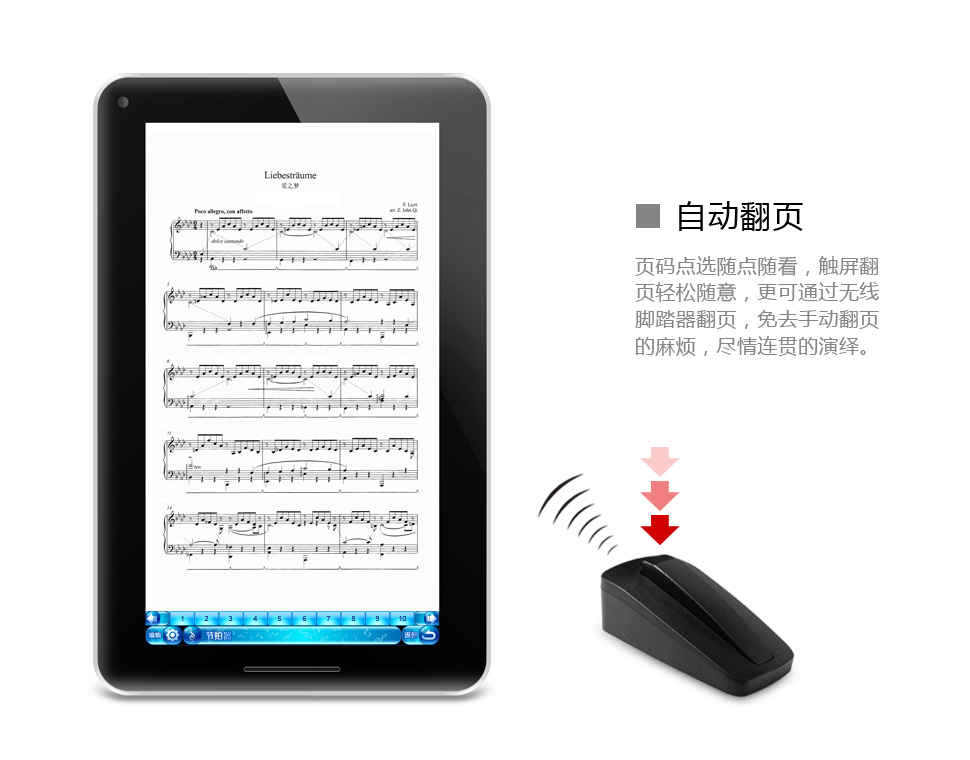 Liebesträume
爱之梦
F. Liszt
arr. Z. John Qi
Poco allegro, con affetto
dolce cantando
5
8
11
14
1 2 3 4 5 6 7 8 9 10
编辑 节拍器 返回
自动翻页
页码点选随点随看，触屏翻
页轻松随意，更可通过无线
脚踏器翻页，免去手动翻页
的麻烦，尽情连贯的演绎。